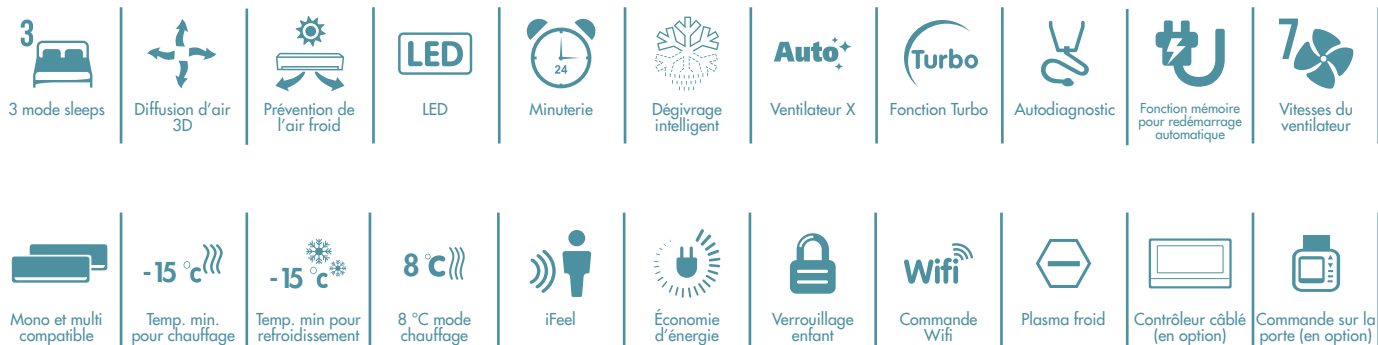 3
3 mode sleeps
Diffusion d'air
3D
Prévention de
l'air froid
LED
LED
24
Minuterie
Dégivrage
intelligent
Auto
Ventilateur X
Turbo
Fonction Turbo
Autodiagnostic
Fonction mémoire
pour redémarrage
automatique
7
Vitesses du
ventilateur
Mono et multi
compatible
-15 °c
Temp. min.
pour chauffage
-15 °c
Temp. min pour
refroidissement
8 °C
8 °C mode
chauffage
iFeel
Économie
d'énergie
Verrouillage
enfant
Wifi
Commande
Wifi
Plasma froid
Contrôleur câblé
(en option)
Commande sur la
porte (en option)